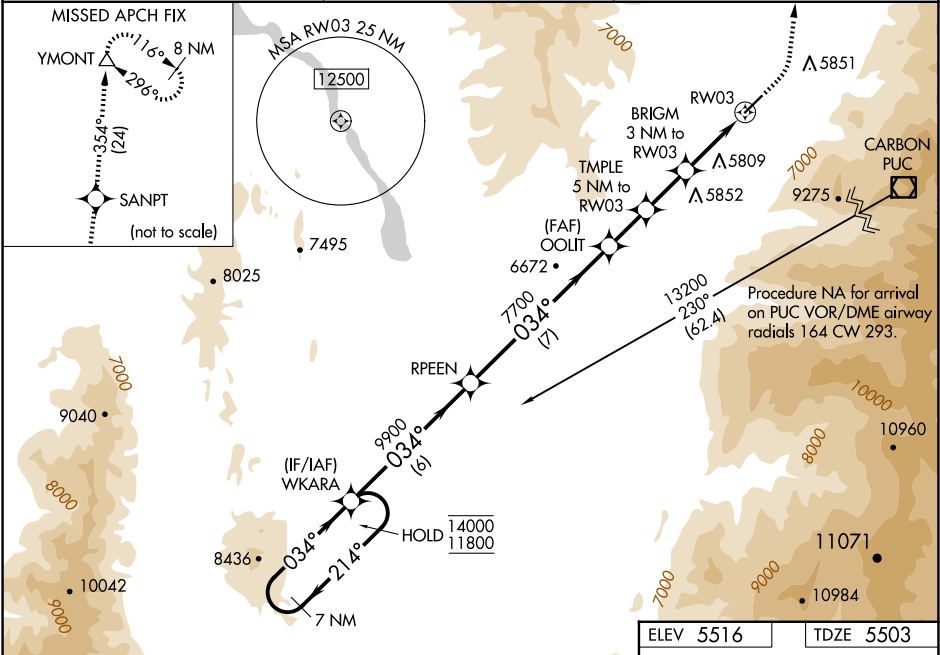 MISSED APCH FIX
YMONT
116°
8 NM
296°
354°
(24)
SANPT
(not to scale)
MSA RW03 25 NM
12500
7000
5851
RW03
BRIGM
3 NM to
RW03
5809
TMPLE
5 NM to
RW03
5852
7000
CARBON
PUC
9275
(FAF)
OOLIT
6672
7495
8025
13200
230°
(62.4)
Procedure NA for arrival
on PUC VOR/DME airway
radials 164 CW 293.
7700
034°
(7)
RPEEN
7000
9040
10000
10960
8000
9900
034°
(6)
(IF/IAF)
WKARA
8000
HOLD
14000
11800
034°
214°
8436
7 NM
11071
10042
9000
7000
9000
10984
ELEV 5516
TDZE 5503